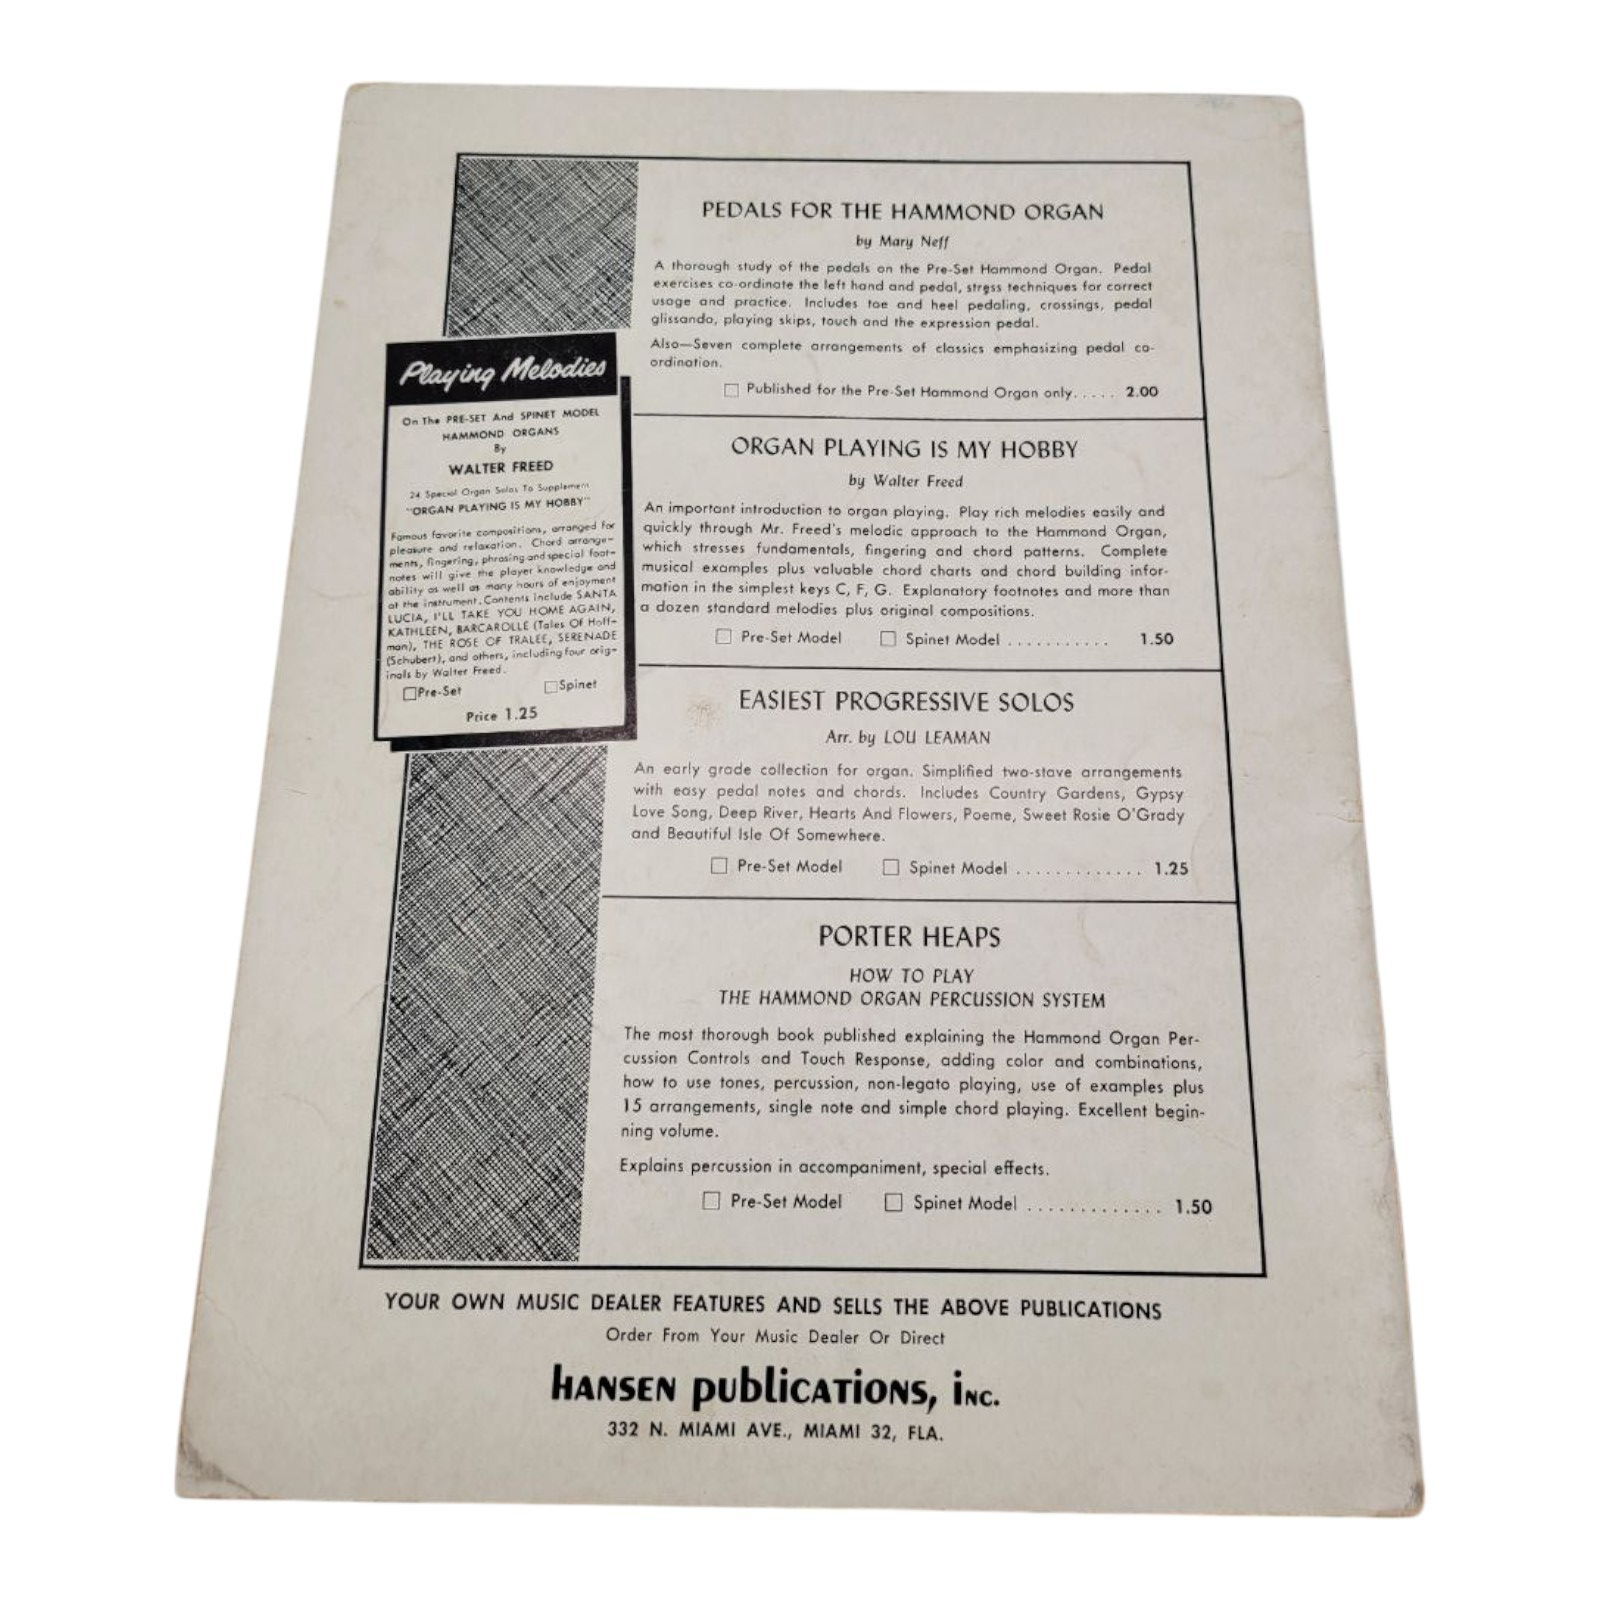 PEDALS FOR THE HAMMOND ORGAN
by Mary Neff
A thorough study of the pedals on the Pre-Set Hammond Organ. Pedal
exercises co-ordinate the left hand and pedal, stress techniques for correct
usage and practice. Includes toe and heel pedaling, crossings, pedal
glissando, playing skips, touch and the expression pedal.
Also—Seven complete arrangements of classics emphasizing pedal co-
ordination.
☐ Published for the Pre-Set Hammond Organ only. . . . . 2.00
Playing Melodies
On The PRE-SET And SPINET MODEL
HAMMOND ORGANS
By
WALTER FREED
24 Special Organ Solos To Supplement
"ORGAN PLAYING IS MY HOBBY"
Famous favorite compositions, arranged for
pleasure and relaxation. Chord arrange-
ments, fingering, phrasing and special foot-
notes will give the player knowledge and
ability as well as many hours of enjoyment
at the instrument. Contents include SANTA
LUCIA, I'LL TAKE YOU HOME AGAIN,
KATHLEEN, BARCAROLLE (Tales Of Hoff-
man), THE ROSE OF TRALEE, SERENADE
(Schubert), and others, including four orig-
inals by Walter Freed.
☐ Pre-Set ☐ Spinet
Price 1.25
ORGAN PLAYING IS MY HOBBY
by Walter Freed
An important introduction to organ playing. Play rich melodies easily and
quickly through Mr. Freed's melodic approach to the Hammond Organ,
which stresses fundamentals, fingering and chord patterns. Complete
musical examples plus valuable chord charts and chord building infor-
mation in the simplest keys C, F, G. Explanatory footnotes and more than
a dozen standard melodies plus original compositions.
☐ Pre-Set Model ☐ Spinet Model . . . . . . . . . . . 1.50
EASIEST PROGRESSIVE SOLOS
Arr. by LOU LEAMAN
An early grade collection for organ. Simplified two-stave arrangements
with easy pedal notes and chords. Includes Country Gardens, Gypsy
Love Song, Deep River, Hearts And Flowers, Poeme, Sweet Rosie O'Grady
and Beautiful Isle Of Somewhere.
☐ Pre-Set Model ☐ Spinet Model . . . . . . . . . . . . . 1.25
PORTER HEAPS
HOW TO PLAY
THE HAMMOND ORGAN PERCUSSION SYSTEM
The most thorough book published explaining the Hammond Organ Per-
cussion Controls and Touch Response, adding color and combinations,
how to use tones, percussion, non-legato playing, use of examples plus
15 arrangements, single note and simple chord playing. Excellent begin-
ning volume.
Explains percussion in accompaniment, special effects.
☐ Pre-Set Model ☐ Spinet Model . . . . . . . . . . . . . 1.50
YOUR OWN MUSIC DEALER FEATURES AND SELLS THE ABOVE PUBLICATIONS
Order From Your Music Dealer Or Direct
HANSEN publications, inc.
332 N. MIAMI AVE., MIAMI 32, FLA.